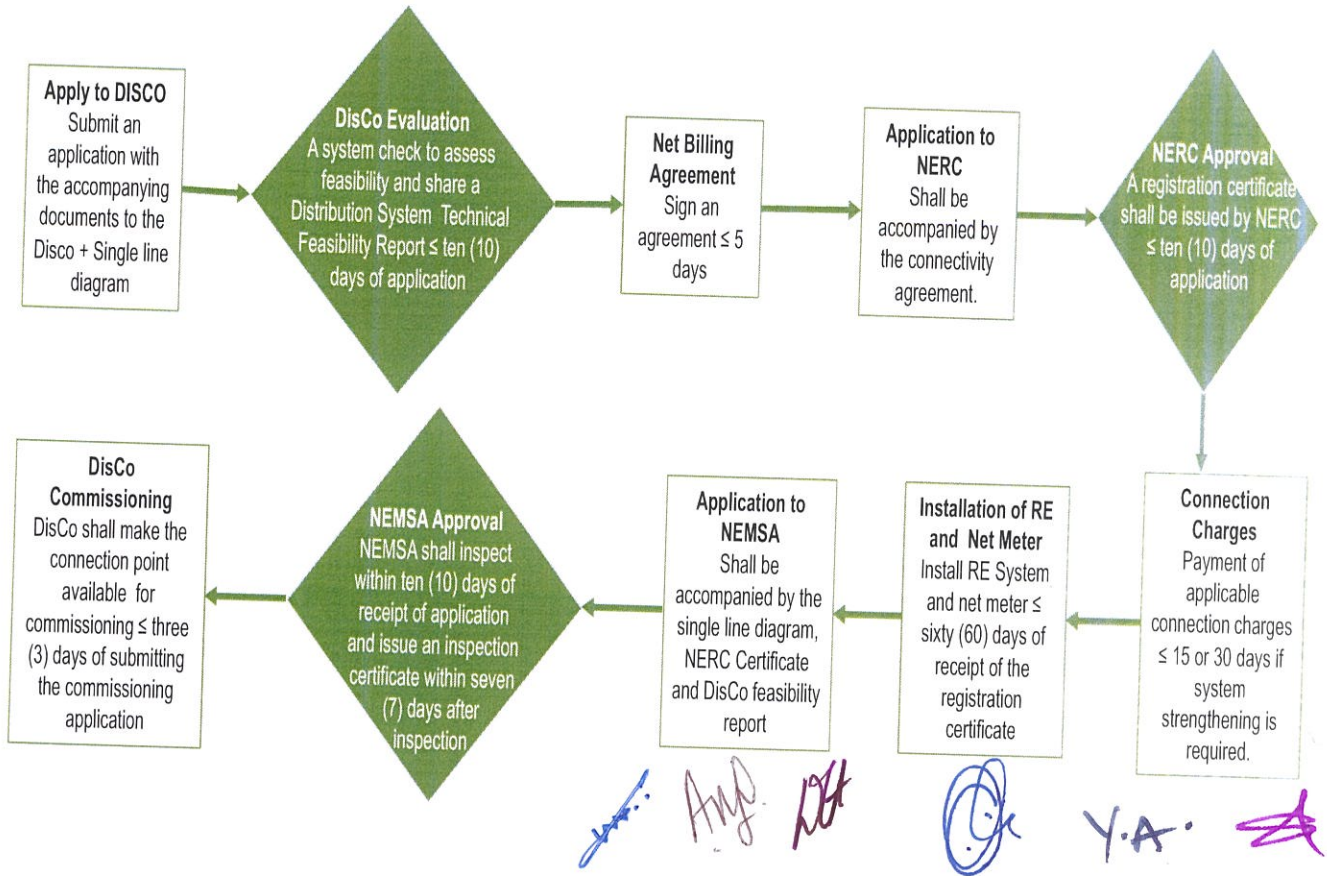 Apply to DISCO
Submit an
application with
the accompanying
documents to the
Disco + Single line
diagram
DisCo Evaluation
A system check to assess
feasibility and share a
Distribution System Technical
Feasibility Report ≤ ten (10)
days of application
Net Billing
Agreement
Sign an
agreement ≤ 5
days
Application to
NERC
Shall be
accompanied by
the connectivity
agreement.
NERC Approval
A registration certificate
shall be issued by NERC
≤ ten (10) days of
application
Connection
Charges
Payment of
applicable
connection charges
≤ 15 or 30 days if
system
strengthening is
required.
Installation of RE
and Net Meter
Install RE System
and net meter ≤
sixty (60) days of
receipt of the
registration
certificate
Application to
NEMSA
Shall be
accompanied by the
single line diagram,
NERC Certificate
and DisCo feasibility
report
NEMSA Approval
NEMSA shall inspect
within ten (10) days of
receipt of application
and issue an inspection
certificate within seven
(7) days after
inspection
DisCo
Commissioning
DisCo shall make the
connection point
available for
commissioning ≤ three
(3) days of submitting
the commissioning
application
Y.A.